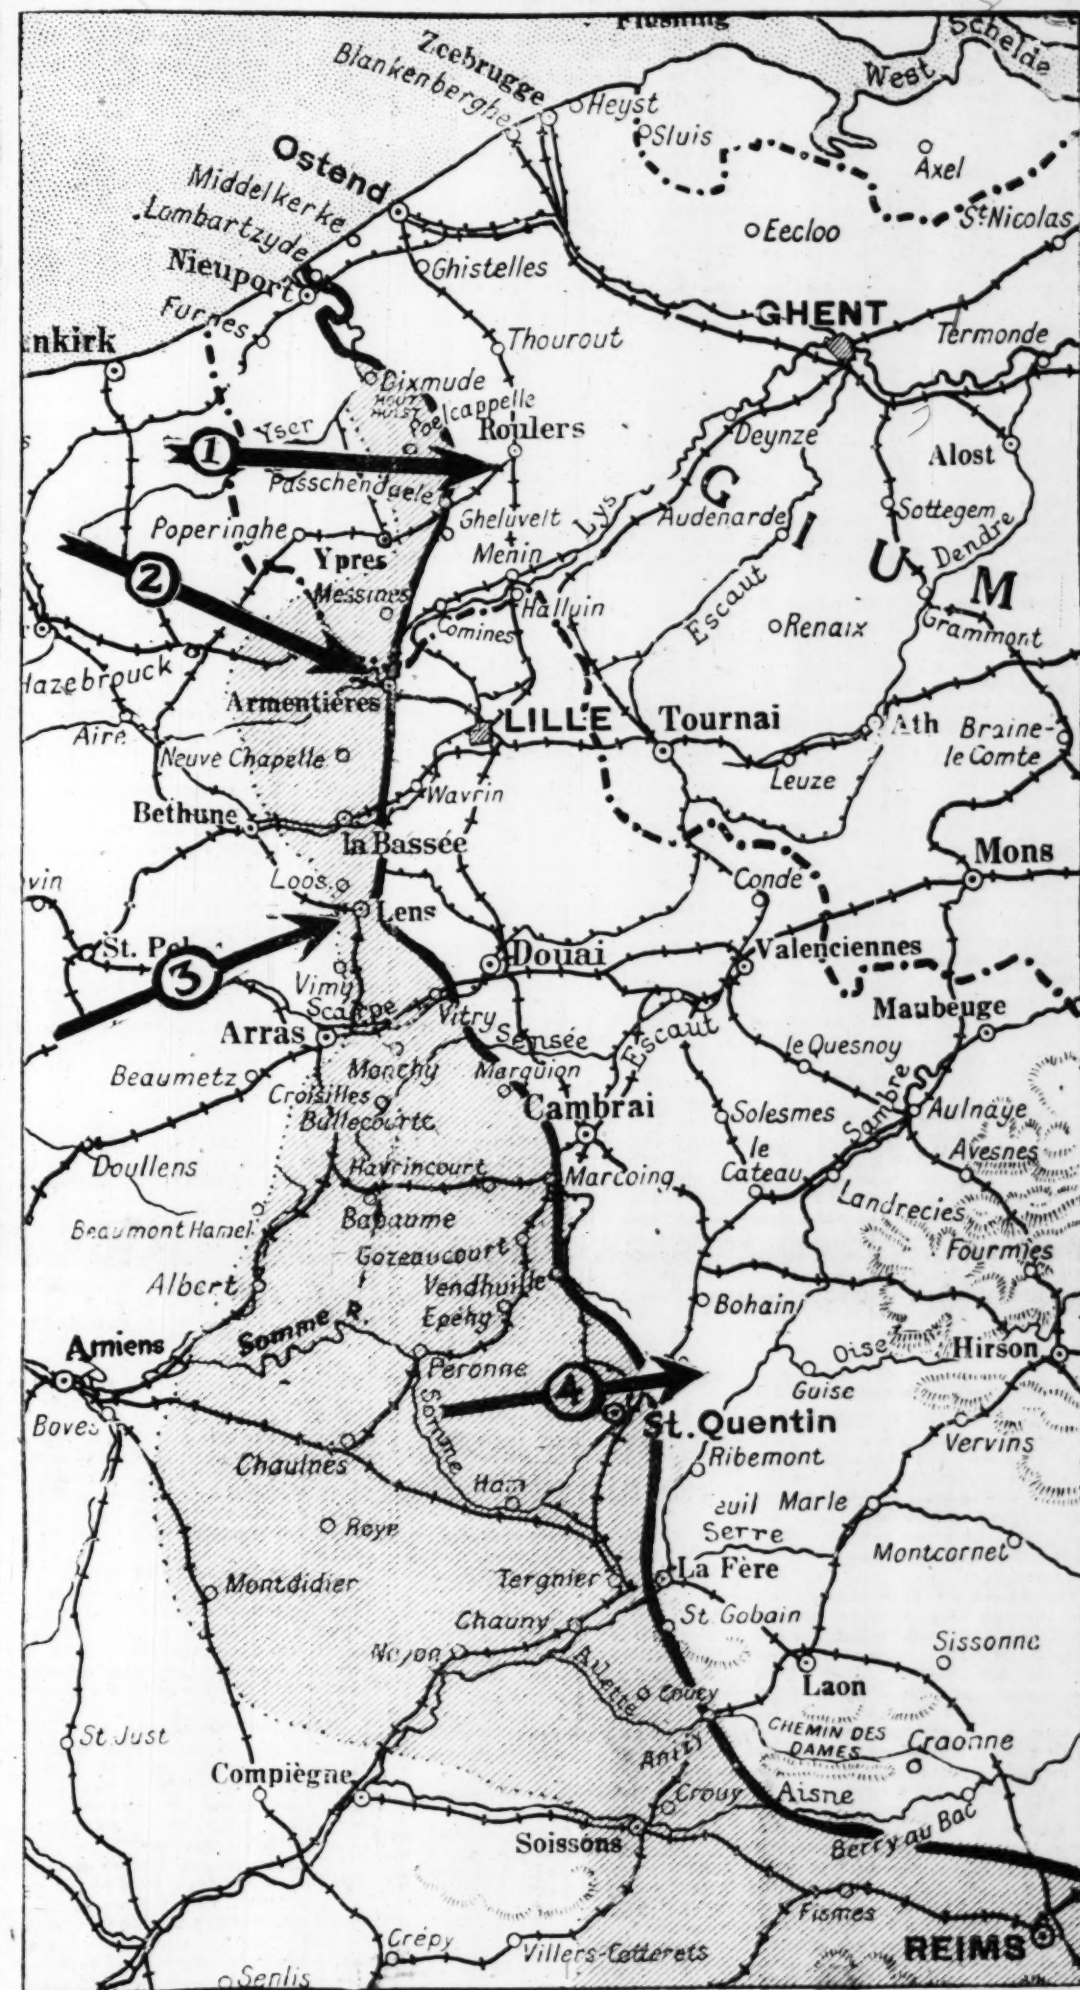 Flushing
Schelde
West
Zeebrugge
Blankenberghe
Heyst
Sluis
Axel
Ostend
Middelkerke
St. Nicolas
Lombartzyde
Eecloo
Nieuport
Ghistelles
Furnes
GHENT
Termonde
nkirk
Thourout
Dixmude
HOUT
HULST
Poelcappelle
Yser
Roulers
Deynze
Alost
1
G
Passchendaele
Lys
Audenarde
Sottegem
Poperinghe
Gheluvelt
I
Dendre
Ypres
Menin
U
M
2
Messines
Halluin
Escaut
Renaix
Grammont
Comines
Hazebrouck
Armentières
LILLE
Tournai
Ath
Braine-
le Comte
Aire
Neuve Chapelle
Leuze
Wavrin
Bethune
la Bassée
Mons
vin
Loos
Conde
Lens
St. Pol
Douai
Valenciennes
3
Vimy
Scarpe
Maubeuge
Arras
Vitry
Sensée
Escaut
le Quesnoy
Beaumetz
Monchy
Marquion
Sambre
Croisilles
Cambrai
Solesmes
Aulnaye
Bullecourtc
Doullens
Havrincourt
Marcoing
le
Cateau
Avesnes
Landrecies
Beaumont Hamel
Bapaume
Gozeaucourt
Fourmies
Albert
Vendhuille
Bohain
Epéhy
Somme R.
Amiens
Peronne
Oise
Hirson
4
Guise
Boves
Somme
St. Quentin
Vervins
Chaulnes
Ribemont
Ham
euil
Marle
Roye
Serre
Montcornet
Montdidier
Tergnier
La Fère
Chauny
St. Gobain
Noyon
Sissonne
Ailette
Coucy
Laon
St. Just
CHEMIN DES
DAMES
Craonne
Anizy
Compiègne
Crouy
Aisne
Soissons
Berry au Bac
Fismes
Crépy
Villers-Cotterets
REIMS
Senlis